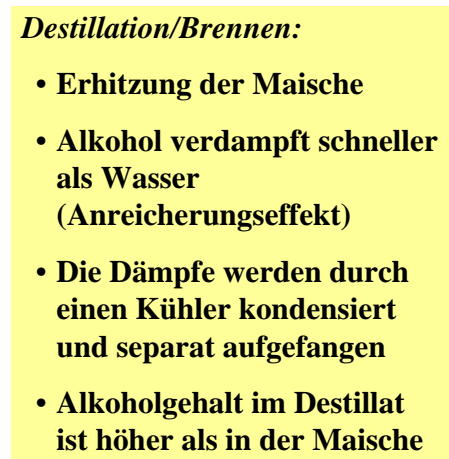 Destillation/Brennen:
• Erhitzung der Maische
• Alkohol verdampft schneller
als Wasser
(Anreicherungseffekt)
• Die Dämpfe werden durch
einen Kühler kondensiert
und separat aufgefangen
• Alkoholgehalt im Destillat
ist höher als in der Maische